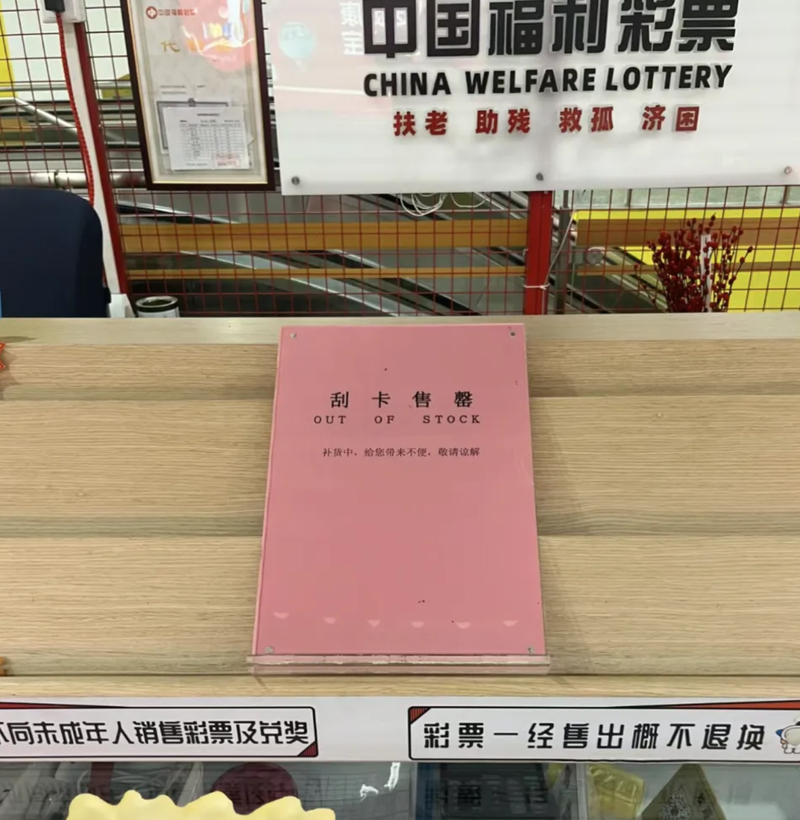 中国福利彩票
CHINA WELFARE LOTTERY
扶老 助残 救孤 济困
刮卡售罄
OUT OF STOCK
补货中，给您带来不便，敬请谅解
不向未成年人销售彩票及兑奖
彩票一经售出概不退换